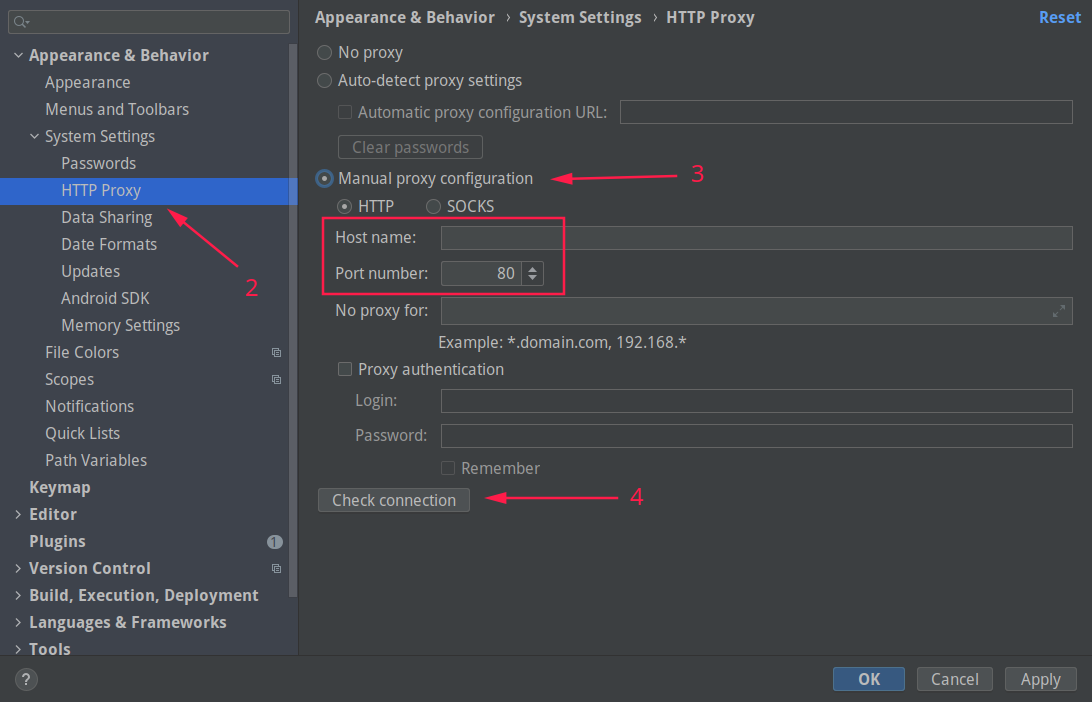 Appearance & Behavior
Appearance
Menus and Toolbars
System Settings
Passwords
HTTP Proxy
Data Sharing
Date Formats
Updates
Android SDK
Memory Settings
File Colors
Scopes
Notifications
Quick Lists
Path Variables
Keymap
Editor
Plugins 1
Version Control
Build, Execution, Deployment
Languages & Frameworks
Tools
?
2
Appearance & Behavior › System Settings › HTTP Proxy Reset
No proxy
Auto-detect proxy settings
Automatic proxy configuration URL:
Clear passwords
Manual proxy configuration 3
HTTP SOCKS
Host name:
Port number: 80
No proxy for:
Example: *.domain.com, 192.168.*
Proxy authentication
Login:
Password:
Remember
Check connection 4
OK Cancel Apply